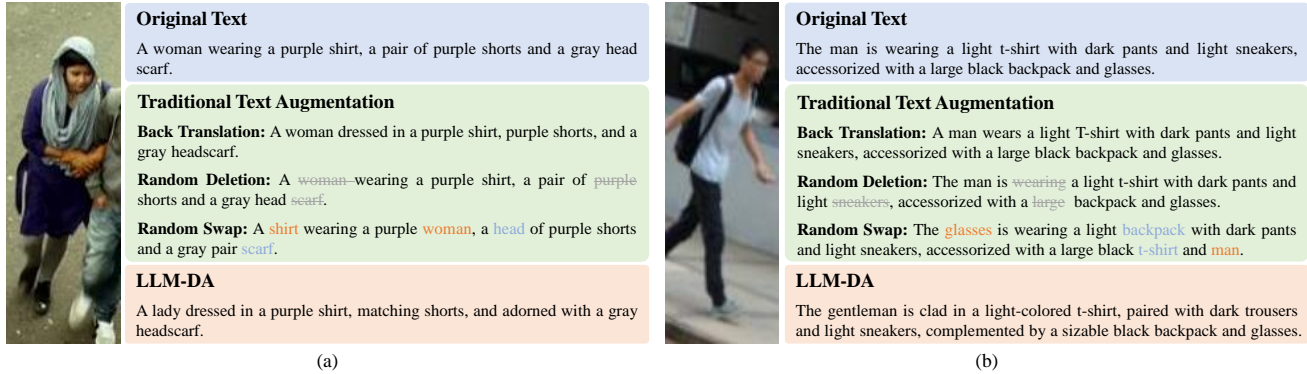 Original Text
A woman wearing a purple shirt, a pair of purple shorts and a gray head
scarf.
Traditional Text Augmentation
Back Translation: A woman dressed in a purple shirt, purple shorts, and a
gray headscarf.
Random Deletion: A woman wearing a purple shirt, a pair of purple
shorts and a gray head scarf.
Random Swap: A shirt wearing a purple woman, a head of purple shorts
and a gray pair scarf.
LLM-DA
A lady dressed in a purple shirt, matching shorts, and adorned with a gray
headscarf.
(a)
Original Text
The man is wearing a light t-shirt with dark pants and light sneakers,
accessorized with a large black backpack and glasses.
Traditional Text Augmentation
Back Translation: A man wears a light T-shirt with dark pants and light
sneakers, accessorized with a large black backpack and glasses.
Random Deletion: The man is wearing a light t-shirt with dark pants and
light sneakers, accessorized with a large backpack and glasses.
Random Swap: The glasses is wearing a light backpack with dark pants
and light sneakers, accessorized with a large black t-shirt and man.
LLM-DA
The gentleman is clad in a light-colored t-shirt, paired with dark trousers
and light sneakers, complemented by a sizable black backpack and glasses.
(b)